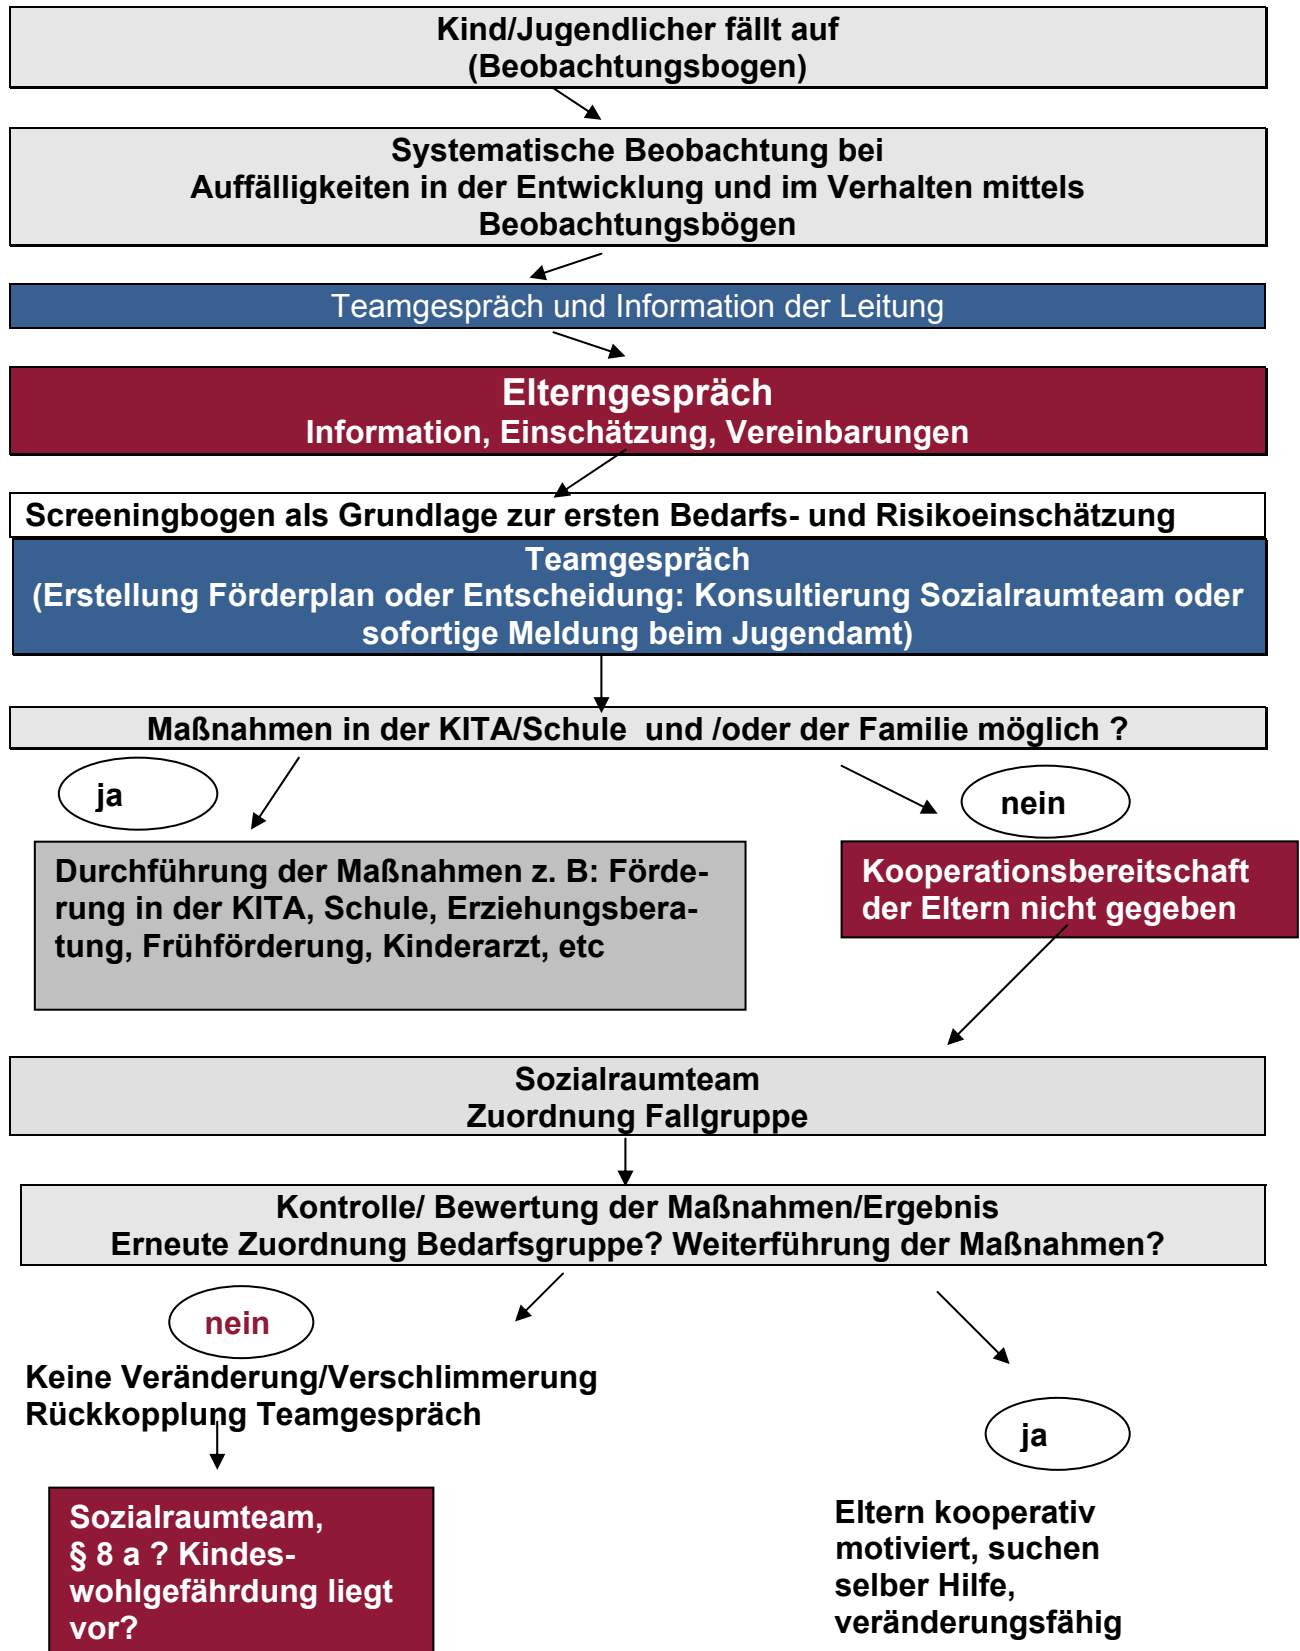 Kind/Jugendlicher fällt auf
(Beobachtungsbogen)
Systematische Beobachtung bei
Auffälligkeiten in der Entwicklung und im Verhalten mittels
Beobachtungsbögen
Teamgespräch und Information der Leitung
Elterngespräch
Information, Einschätzung, Vereinbarungen
Screeningbogen als Grundlage zur ersten Bedarfs- und Risikoeinschätzung
Teamgespräch
(Erstellung Förderplan oder Entscheidung: Konsultierung Sozialraumteam oder
sofortige Meldung beim Jugendamt)
Maßnahmen in der KITA/Schule und /oder der Familie möglich ?
ja
nein
Durchführung der Maßnahmen z. B: Förde-
rung in der KITA, Schule, Erziehungsbera-
tung, Frühförderung, Kinderarzt, etc
Kooperationsbereitschaft
der Eltern nicht gegeben
Sozialraumteam
Zuordnung Fallgruppe
Kontrolle/ Bewertung der Maßnahmen/Ergebnis
Erneute Zuordnung Bedarfsgruppe? Weiterführung der Maßnahmen?
nein
Keine Veränderung/Verschlimmerung
Rückkopplung Teamgespräch
Sozialraumteam,
§ 8 a ? Kindes-
wohlgefährdung liegt
vor?
ja
Eltern kooperativ
motiviert, suchen
selber Hilfe,
veränderungsfähig